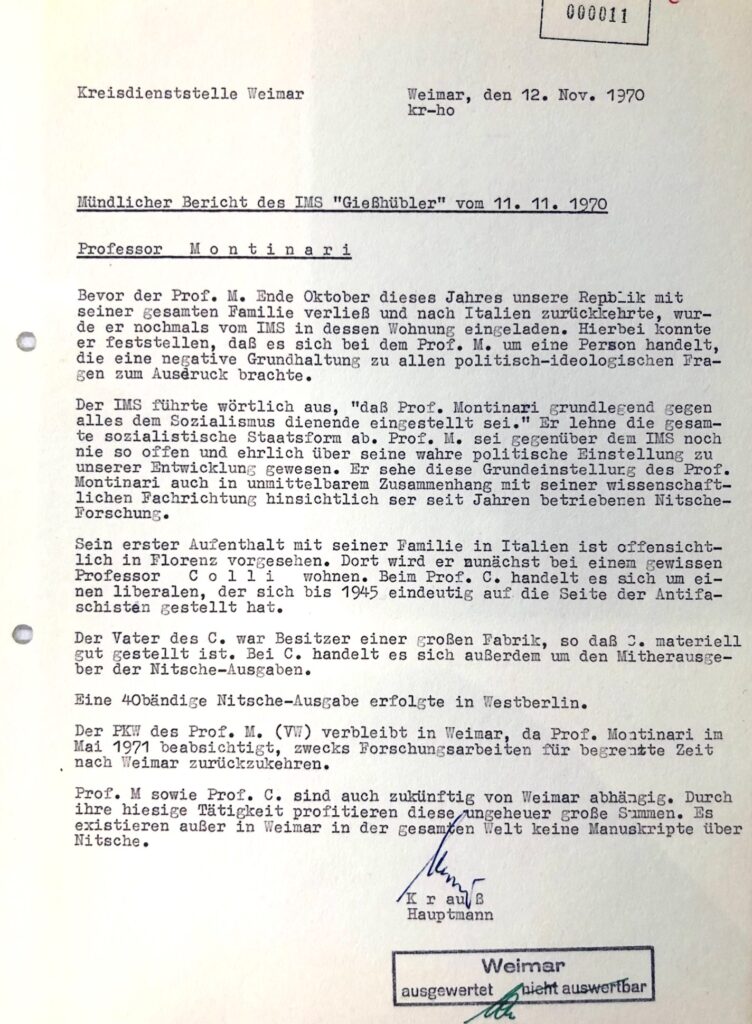 000011
Kreisdienststelle Weimar
Weimar, den 12. Nov. 1970
kr-ho
Mündlicher Bericht des IMS "Gießhübler" vom 11. 11. 1970
Professor M o n t i n a r i
Bevor der Prof. M. Ende Oktober dieses Jahres unsere Repblik mit
seiner gesamten Familie verließ und nach Italien zurückkehrte, wur-
de er nochmals vom IMS in dessen Wohnung eingeladen. Hierbei konnte
er feststellen, daß es sich bei dem Prof. M. um eine Person handelt,
die eine negative Grundhaltung zu allen politisch-ideologischen Fra-
gen zum Ausdruck brachte.
Der IMS führte wörtlich aus, "daß Prof. Montinari grundlegend gegen
alles dem Sozialismus dienende eingestellt sei." Er lehne die gesam-
te sozialistische Staatsform ab. Prof. M. sei gegenüber dem IMS noch
nie so offen und ehrlich über seine wahre politische Einstellung zu
unserer Entwicklung gewesen. Er sehe diese Grundeinstellung des Prof.
Montinari auch in unmittelbarem Zusammenhang mit seiner wissenschaft-
lichen Fachrichtung hinsichtlich ser seit Jahren betriebenen Nitsche-
Forschung.
Sein erster Aufenthalt mit seiner Familie in Italien ist offensicht-
lich in Florenz vorgesehen. Dort wird er zunächst bei einem gewissen
Professor C o l l i wohnen. Beim Prof. C. handelt es sich um ei-
nen liberalen, der sich bis 1945 eindeutig auf die Seite der Antifa-
schisten gestellt hat.
Der Vater des C. war Besitzer einer großen Fabrik, so daß C. materiell
gut gestellt ist. Bei C. handelt es sich außerdem um den Mitherausge-
ber der Nitsche-Ausgaben.
Eine 40bändige Nitsche-Ausgabe erfolgte in Westberlin.
Der PKW des Prof. M. (VW) verbleibt in Weimar, da Prof. Montinari im
Mai 1971 beabsichtigt, zwecks Forschungsarbeiten für begrenzte Zeit
nach Weimar zurückzukehren.
Prof. M sowie Prof. C. sind auch zukünftig von Weimar abhängig. Durch
ihre hiesige Tätigkeit profitieren diese ungeheuer große Summen. Es
existieren außer in Weimar in der gesamten Welt keine Manuskripte über
Nitsche.
K r a u ß
Hauptmann
Weimar
ausgewertet nicht auswertbar